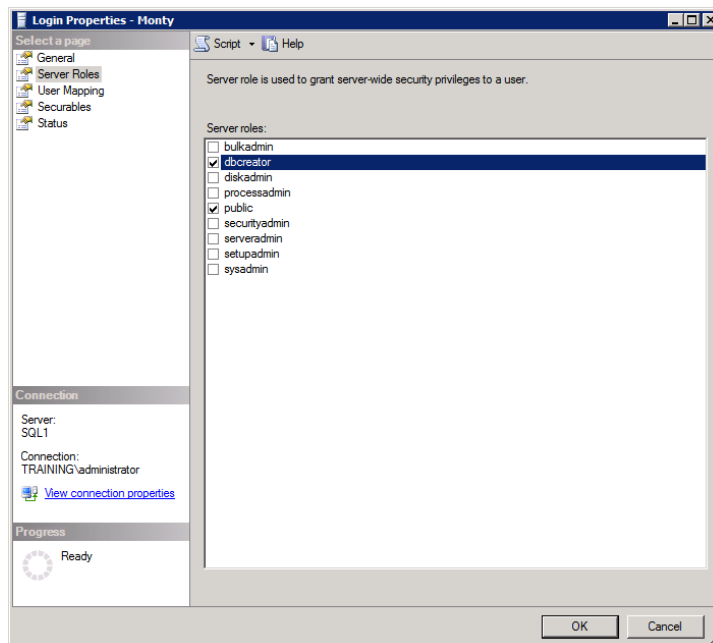 Login Properties - Monty
Select a page
General
Server Roles
User Mapping
Securables
Status
Script
Help
Server role is used to grant server-wide security privileges to a user.
Server roles:
bulkadmin
dbcreator
diskadmin
processadmin
public
securityadmin
serveradmin
setupadmin
sysadmin
Connection
Server:
SQL1
Connection:
TRAINING\administrator
View connection properties
Progress
Ready
OK
Cancel